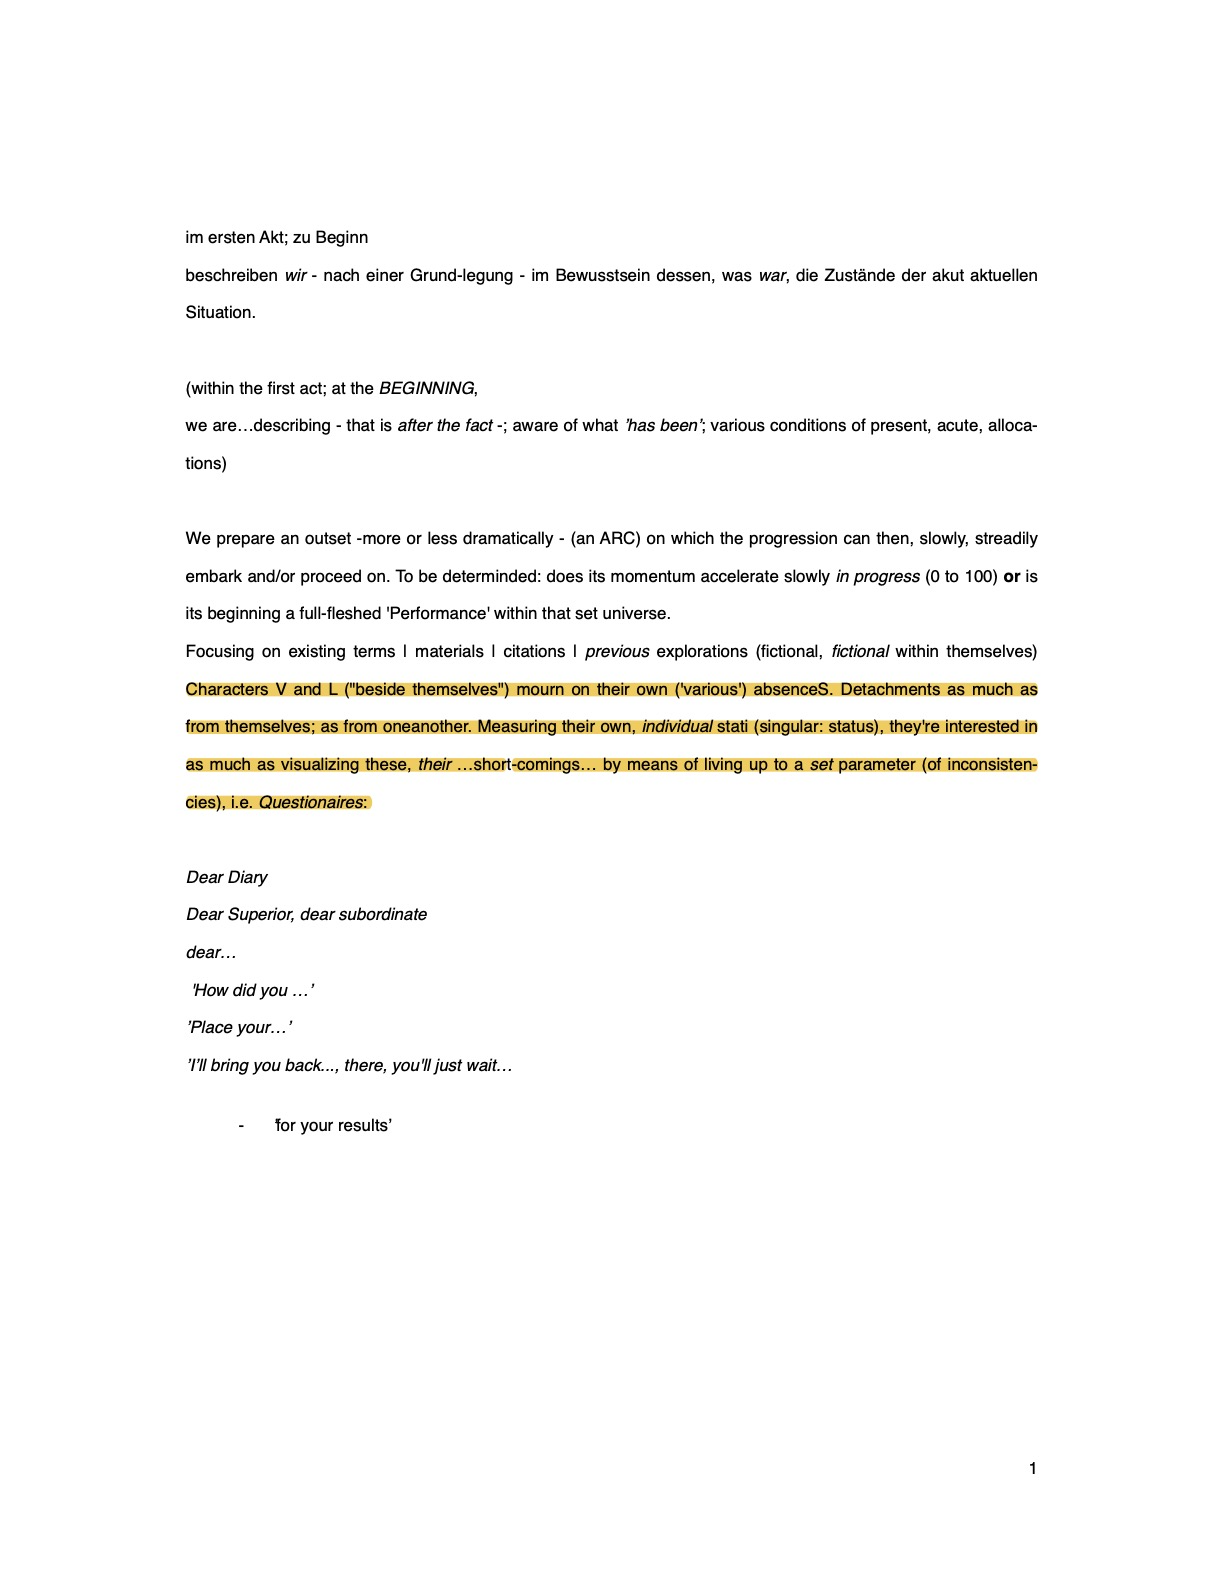 im ersten Akt; zu Beginn
beschreiben wir - nach einer Grund-legung - im Bewusstsein dessen, was war, die Zustände der akut aktuellen
Situation.
(within the first act; at the BEGINNING,
we are…describing - that is after the fact -; aware of what ’has been’; various conditions of present, acute, alloca-
tions)
We prepare an outset -more or less dramatically - (an ARC) on which the progression can then, slowly, streadily
embark and/or proceed on. To be determinded: does its momentum accelerate slowly in progress (0 to 100) or is
its beginning a full-fleshed 'Performance' within that set universe.
Focusing on existing terms | materials | citations | previous explorations (fictional, fictional within themselves)
Characters V and L ("beside themselves") mourn on their own ('various') absenceS. Detachments as much as
from themselves; as from oneanother. Measuring their own, individual stati (singular: status), they're interested in
as much as visualizing these, their …short-comings… by means of living up to a set parameter (of inconsisten-
cies), i.e. Questionaires:
Dear Diary
Dear Superior, dear subordinate
dear…
'How did you …’
’Place your…’
’I’ll bring you back..., there, you'll just wait…
- ’for your results’
1